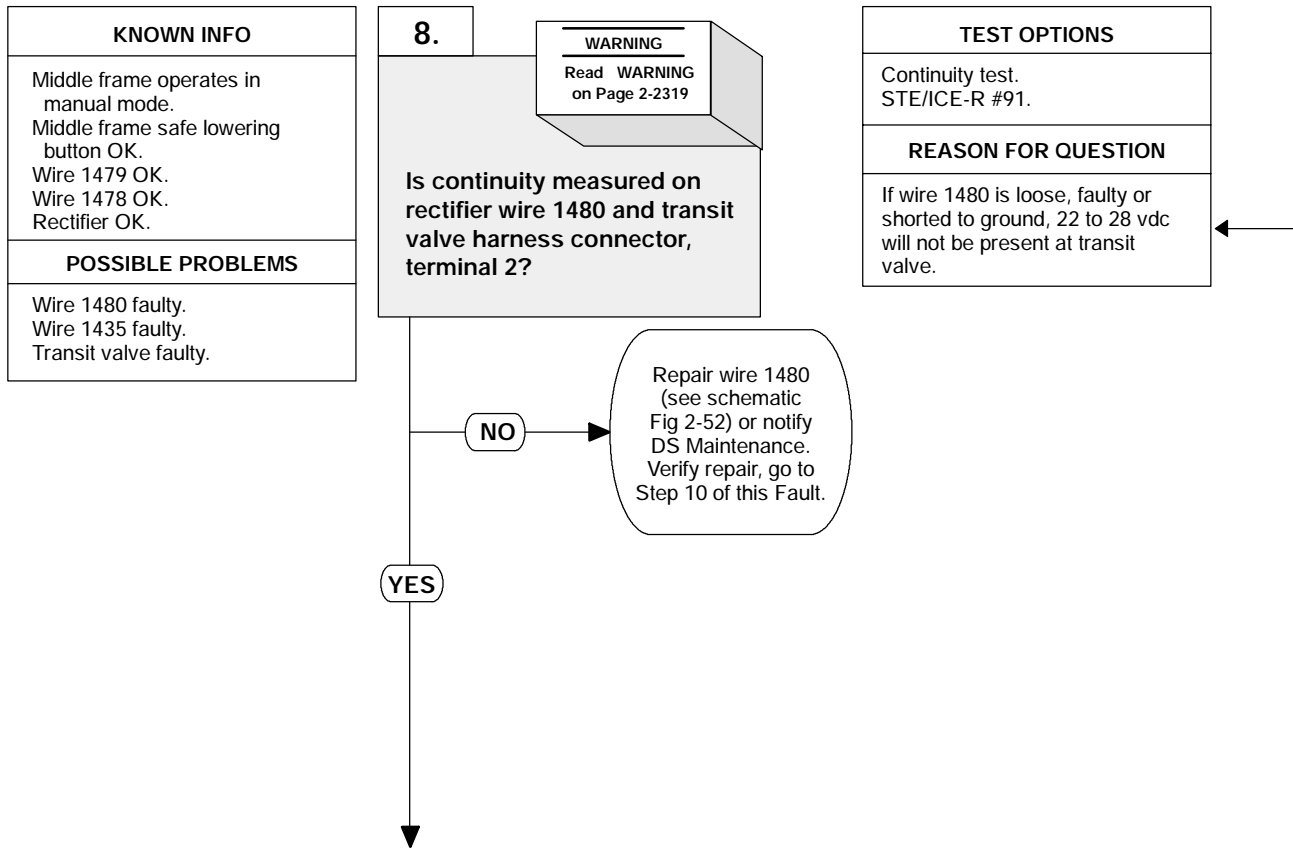 KNOWN INFO
Middle frame operates in
manual mode.
Middle frame safe lowering
button OK.
Wire 1479 OK.
Wire 1478 OK.
Rectifier OK.
POSSIBLE PROBLEMS
Wire 1480 faulty.
Wire 1435 faulty.
Transit valve faulty.
8.
WARNING
Read WARNING
on Page 2-2319
Is continuity measured on
rectifier wire 1480 and transit
valve harness connector,
terminal 2?
TEST OPTIONS
Continuity test.
STE/ICE-R #91.
REASON FOR QUESTION
If wire 1480 is loose, faulty or
shorted to ground, 22 to 28 vdc
will not be present at transit
valve.
NO
Repair wire 1480
(see schematic
Fig 2-52) or notify
DS Maintenance.
Verify repair, go to
Step 10 of this Fault.
YES